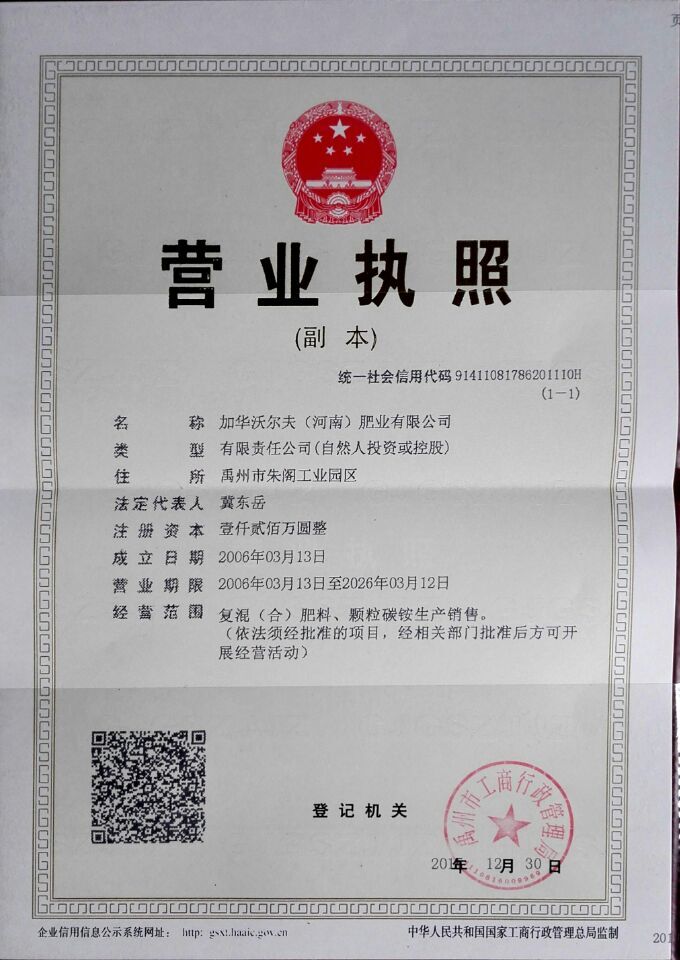 营业执照
(副 本)
统一社会信用代码 91411081786201110H
(1-1)
名 称 加华沃尔夫（河南）肥业有限公司
类 型 有限责任公司(自然人投资或控股)
住 所 禹州市朱阁工业园区
法定代表人 冀东岳
注册资本 壹仟贰佰万圆整
成立日期 2006年03月13日
营业期限 2006年03月13日至2026年03月12日
经营范围 复混（合）肥料、颗粒碳铵生产销售。
（依法须经批准的项目，经相关部门批准后方可开
展经营活动）
登记机关
禹州市工商行政管理局
年 12月 30日
企业信用信息公示系统网址： http: gsxt.haaic.gov.cn
中华人民共和国国家工商行政管理总局监制
201